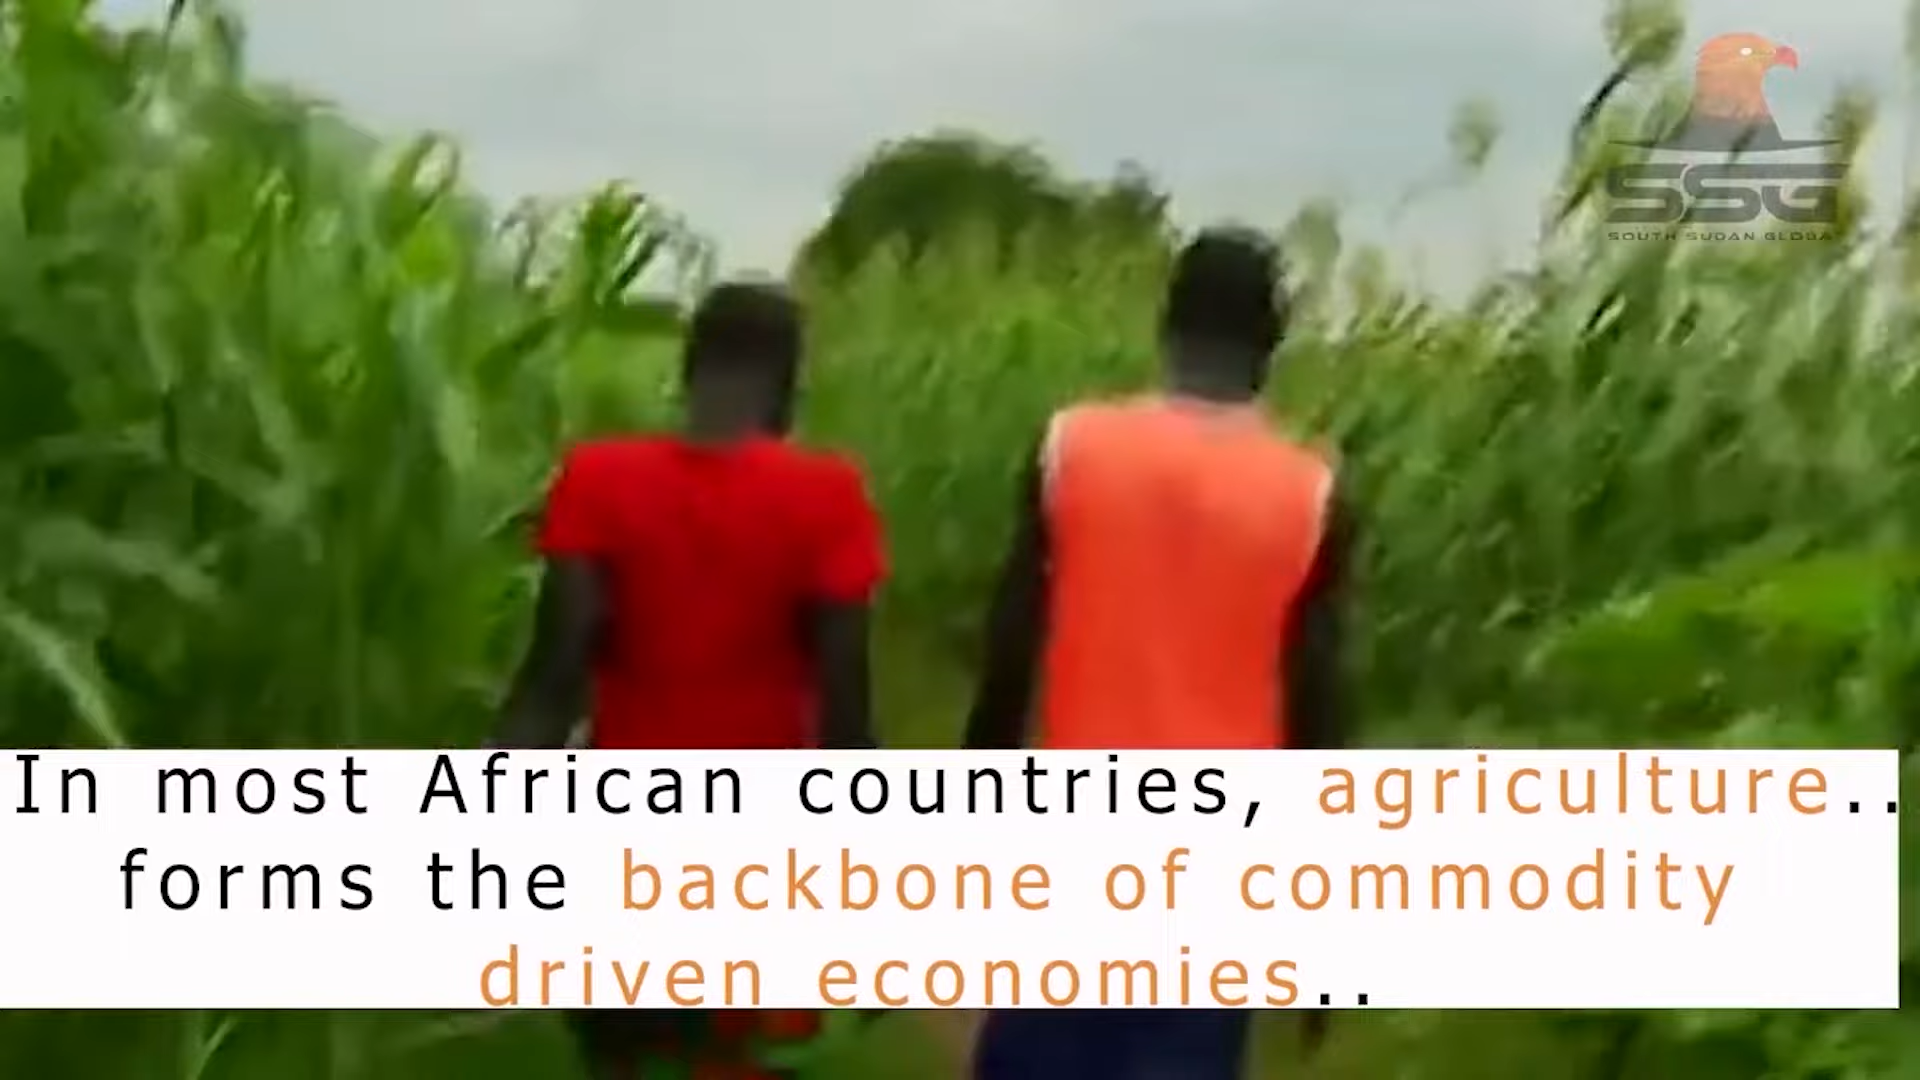 SSG
SOUTH SUDAN GLOBAL
In most African countries, agriculture..
forms the backbone of commodity
driven economies..